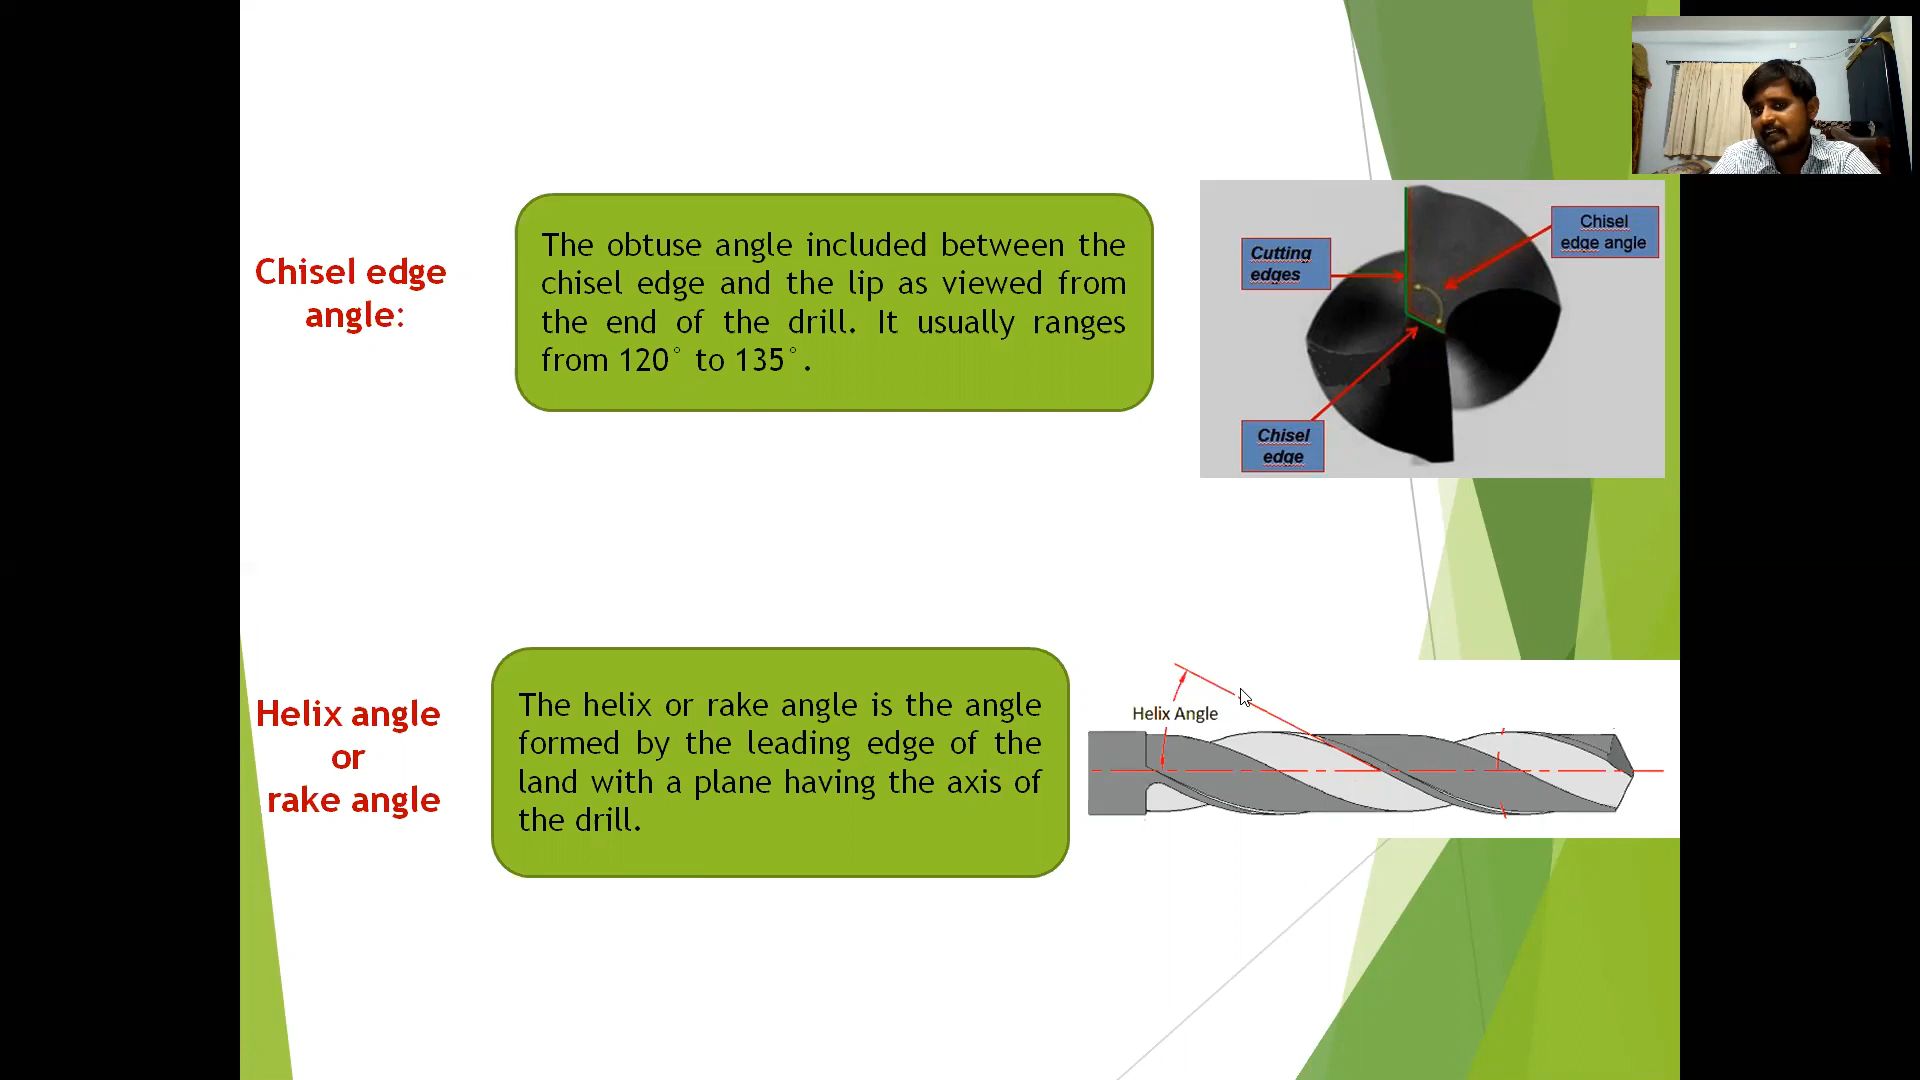 Chisel edge
angle:
The obtuse angle included between the
chisel edge and the lip as viewed from
the end of the drill. It usually ranges
from 120° to 135°.
Cutting
edges
Chisel
edge angle
Chisel
edge
Helix angle
or
rake angle
The helix or rake angle is the angle
formed by the leading edge of the
land with a plane having the axis of
the drill.
Helix Angle